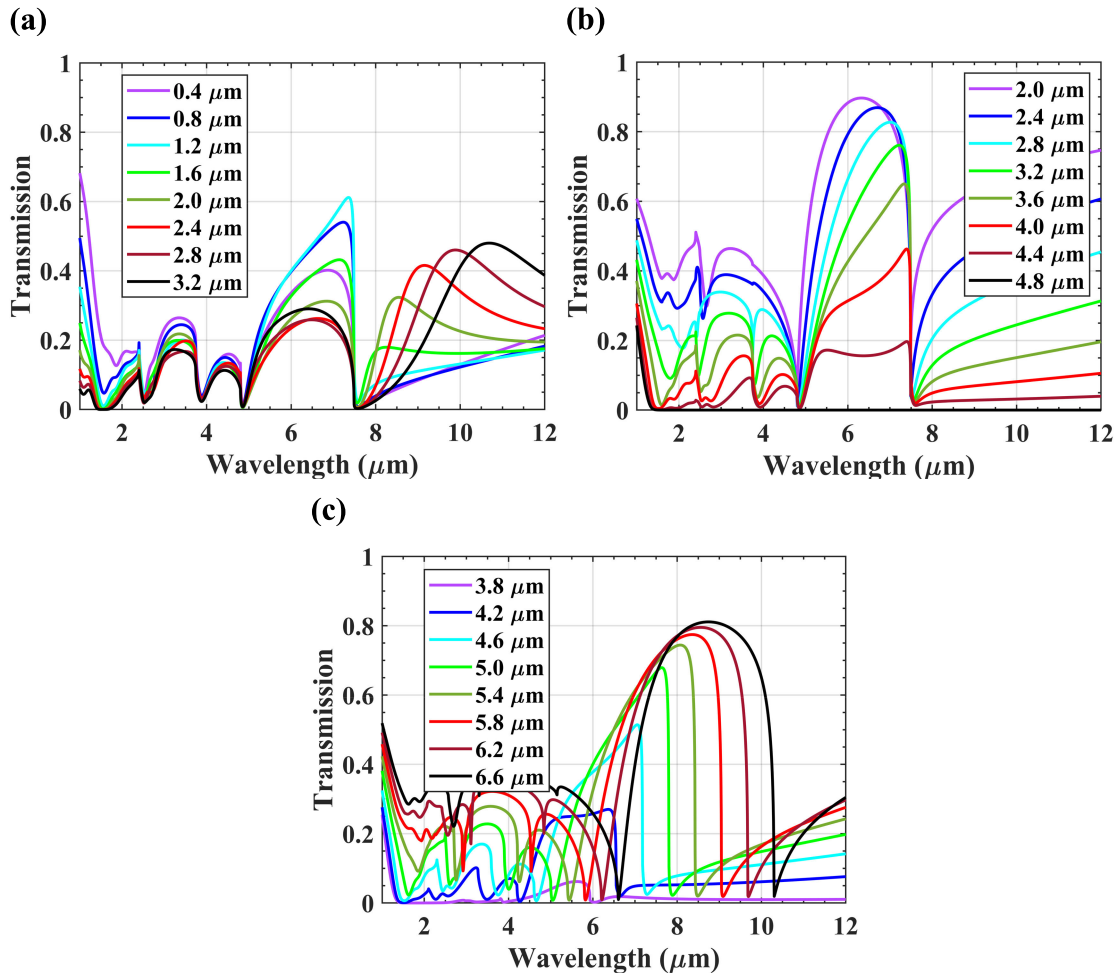 (a)
(b)
1
0.8
0.6
0.4
0.2
0
Transmission
0.4 μm
0.8 μm
1.2 μm
1.6 μm
2.0 μm
2.4 μm
2.8 μm
3.2 μm
2 4 6 8 10 12
Wavelength (μm)
1
0.8
0.6
0.4
0.2
0
Transmission
2.0 μm
2.4 μm
2.8 μm
3.2 μm
3.6 μm
4.0 μm
4.4 μm
4.8 μm
2 4 6 8 10 12
Wavelength (μm)
(c)
1
0.8
0.6
0.4
0.2
0
Transmission
3.8 μm
4.2 μm
4.6 μm
5.0 μm
5.4 μm
5.8 μm
6.2 μm
6.6 μm
2 4 6 8 10 12
Wavelength (μm)